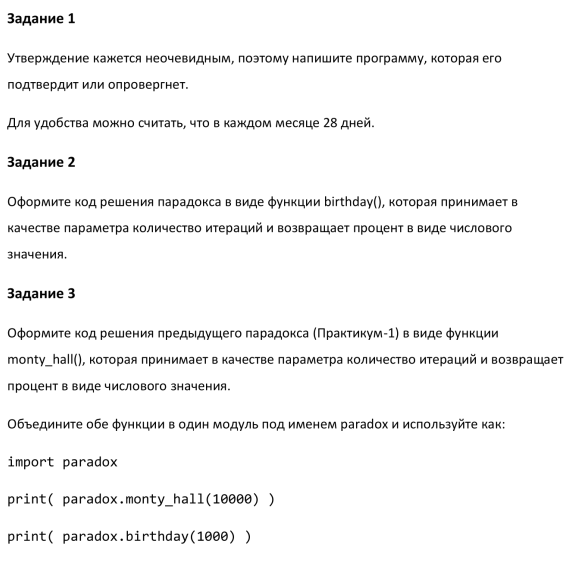 Задание 1
Утверждение кажется неочевидным, поэтому напишите программу, которая его
подтвердит или опровергнет.
Для удобства можно считать, что в каждом месяце 28 дней.
Задание 2
Оформите код решения парадокса в виде функции birthday(), которая принимает в
качестве параметра количество итераций и возвращает процент в виде числового
значения.
Задание 3
Оформите код решения предыдущего парадокса (Практикум-1) в виде функции
monty_hall(), которая принимает в качестве параметра количество итераций и возвращает
процент в виде числового значения.
Объедините обе функции в один модуль под именем paradox и используйте как:
import paradox
print( paradox.monty_hall(10000) )
print( paradox.birthday(1000) )